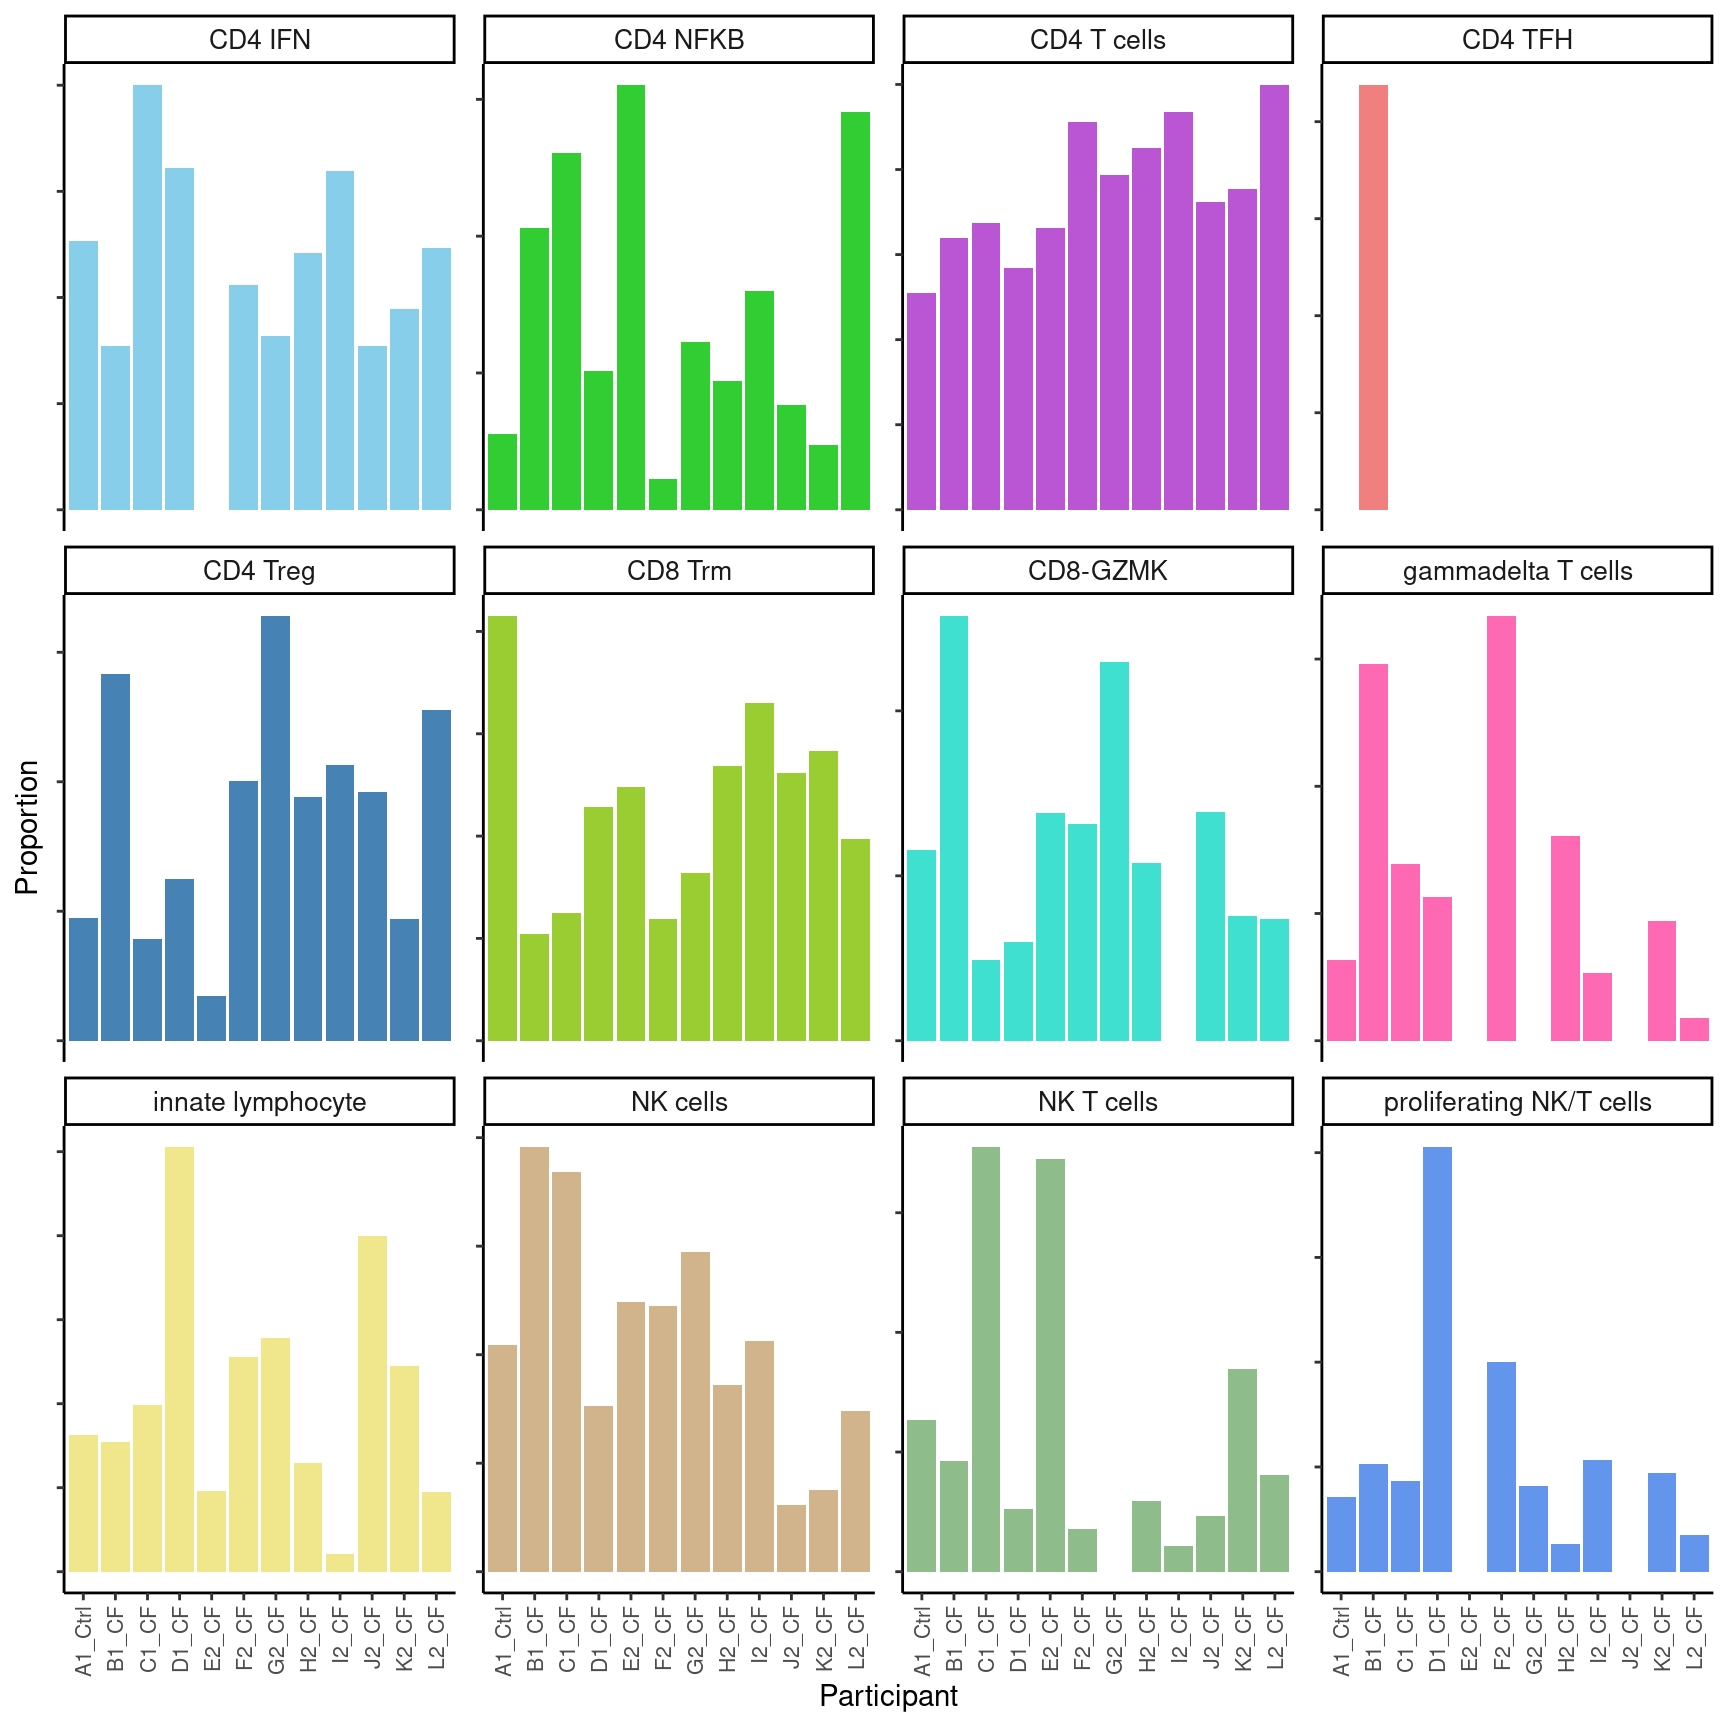 CD4 IFN
CD4 NFKB
CD4 T cells
CD4 TFH
CD4 Treg
CD8 Trm
CD8-GZMK
gammadelta T cells
innate lymphocyte
NK cells
NK T cells
proliferating NK/T cells
Proportion
A1_Ctrl
B1_CF
C1_CF
D1_CF
E2_CF
F2_CF
G2_CF
H2_CF
I2_CF
J2_CF
K2_CF
L2_CF
A1_Ctrl
B1_CF
C1_CF
D1_CF
E2_CF
F2_CF
G2_CF
H2_CF
I2_CF
J2_CF
K2_CF
L2_CF
A1_Ctrl
B1_CF
C1_CF
D1_CF
E2_CF
F2_CF
G2_CF
H2_CF
I2_CF
J2_CF
K2_CF
L2_CF
A1_Ctrl
B1_CF
C1_CF
D1_CF
E2_CF
F2_CF
G2_CF
H2_CF
I2_CF
J2_CF
K2_CF
L2_CF
Participant